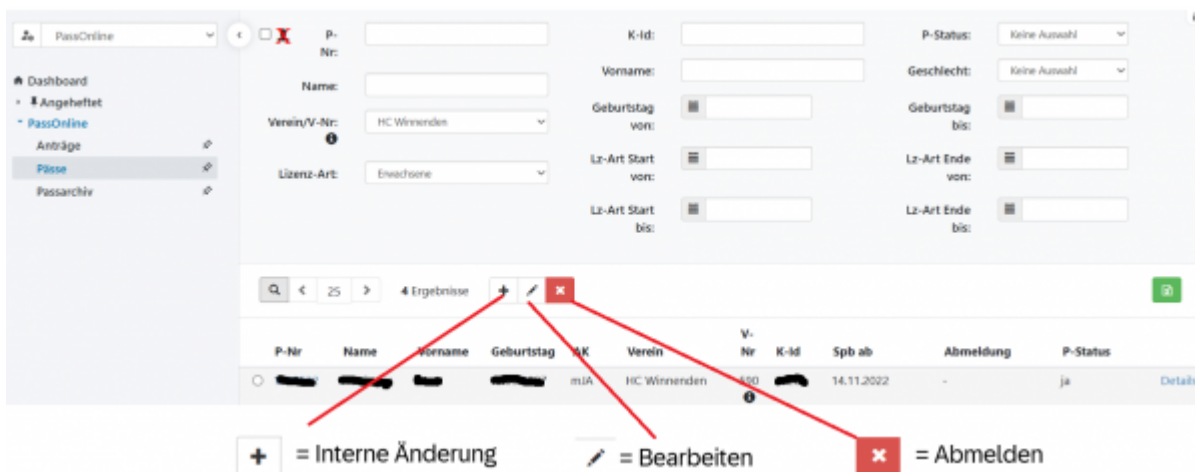 PassOnline
Dashboard
Angeheftet
PassOnline
Anträge
Pässe
Passarchiv
P-Nr:
K-Id:
P-Status: Keine Auswahl
Name:
Vorname:
Geschlecht: Keine Auswahl
Verein/V-Nr: HC Winnenden
Geburtstag von:
Geburtstag bis:
Lizenz-Art: Erwachsene
Lz-Art Start von:
Lz-Art Ende von:
Lz-Art Start bis:
Lz-Art Ende bis:
25 4 Ergebnisse
P-Nr Name Vorname Geburtstag AK Verein V-Nr K-Id Spb ab Abmeldung P-Status
mJA HC Winnenden 14.11.2022 - ja Details
= Interne Änderung = Bearbeiten = Abmelden